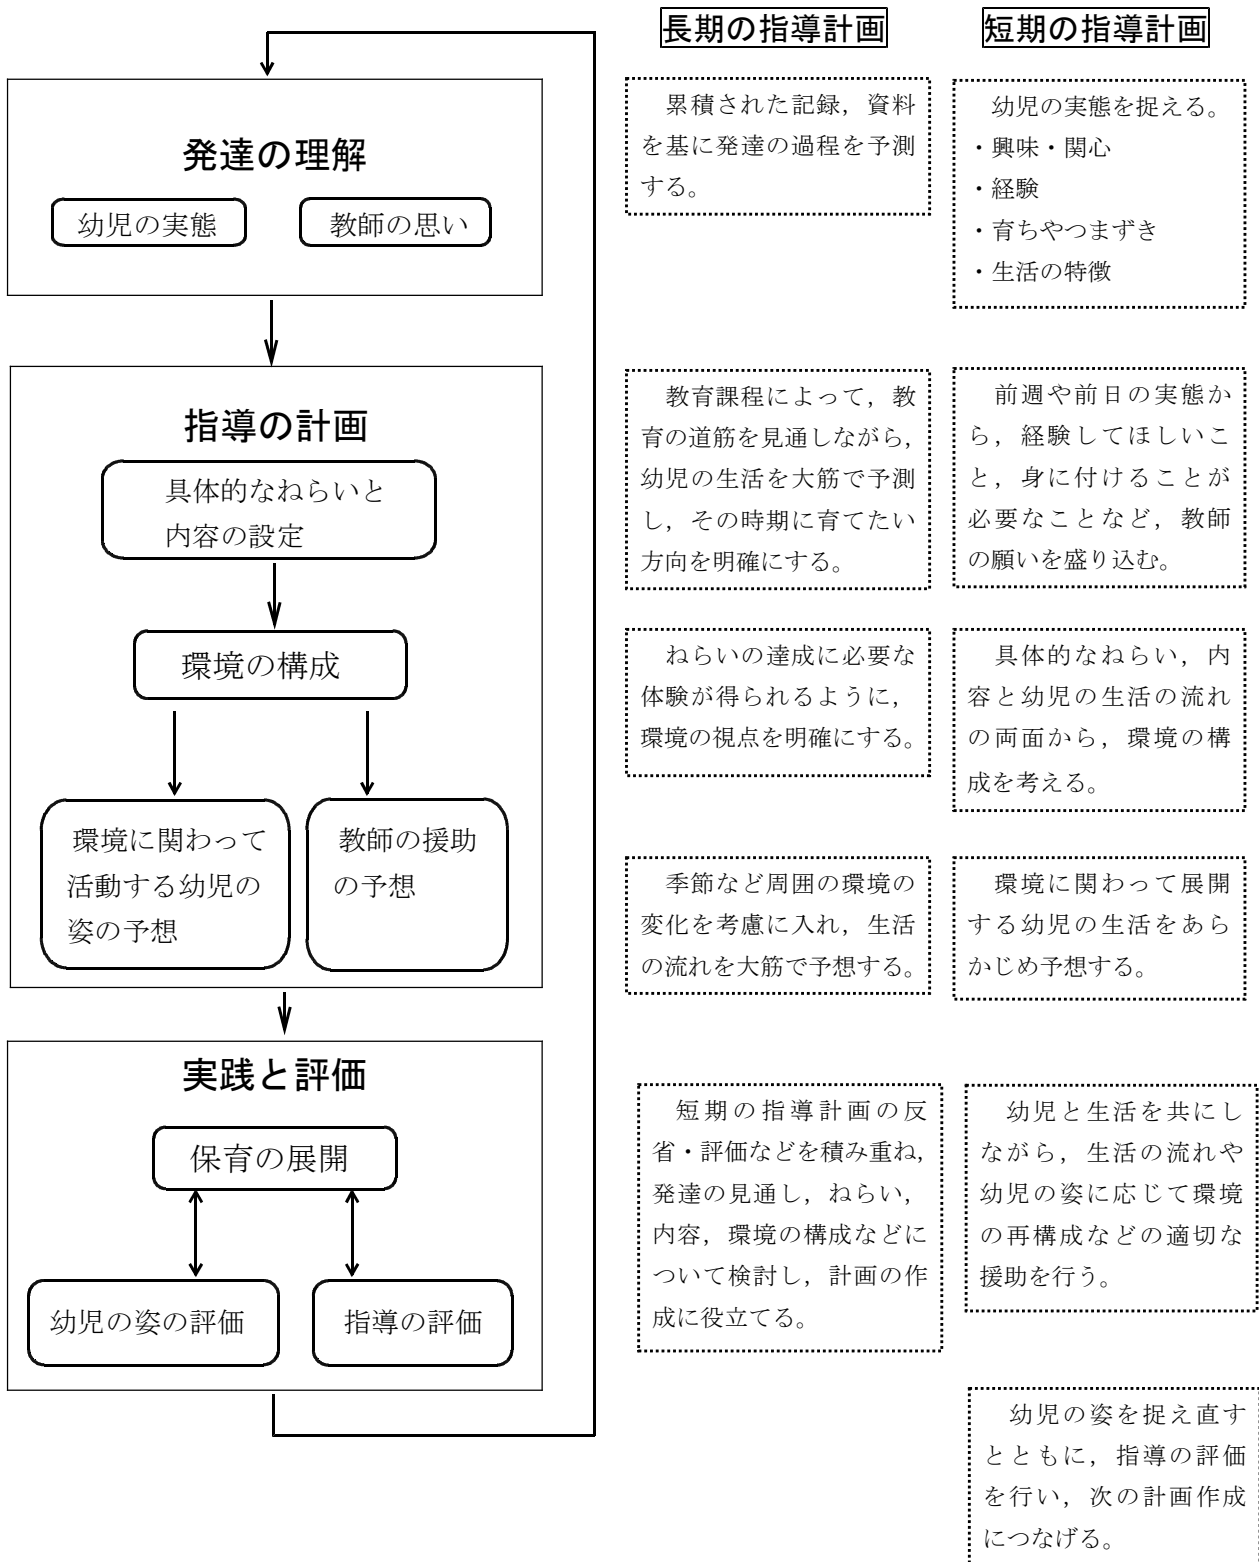 長期の指導計画
短期の指導計画
発達の理解
幼児の実態
教師の思い
累積された記録，資料
を基に発達の過程を予測
する。
幼児の実態を捉える。
・興味・関心
・経験
・育ちやつまずき
・生活の特徴
指導の計画
具体的なねらいと
内容の設定
教育課程によって，教
育の道筋を見通しながら，
幼児の生活を大筋で予測
し，その時期に育てたい
方向を明確にする。
前週や前日の実態か
ら，経験してほしいこ
と，身に付けることが
必要なことなど，教師
の願いを盛り込む。
環境の構成
ねらいの達成に必要な
体験が得られるように，
環境の視点を明確にする。
具体的なねらい，内
容と幼児の生活の流れ
の両面から，環境の構
成を考える。
環境に関わって
活動する幼児の
姿の予想
教師の援助
の予想
季節など周囲の環境の
変化を考慮に入れ，生活
の流れを大筋で予想する。
環境に関わって展開
する幼児の生活をあら
かじめ予想する。
実践と評価
保育の展開
幼児の姿の評価
指導の評価
短期の指導計画の反
省・評価などを積み重ね，
発達の見通し，ねらい，
内容，環境の構成などに
ついて検討し，計画の作
成に役立てる。
幼児と生活を共にし
ながら，生活の流れや
幼児の姿に応じて環境
の再構成などの適切な
援助を行う。
幼児の姿を捉え直す
とともに，指導の評価
を行い，次の計画作成
につなげる。